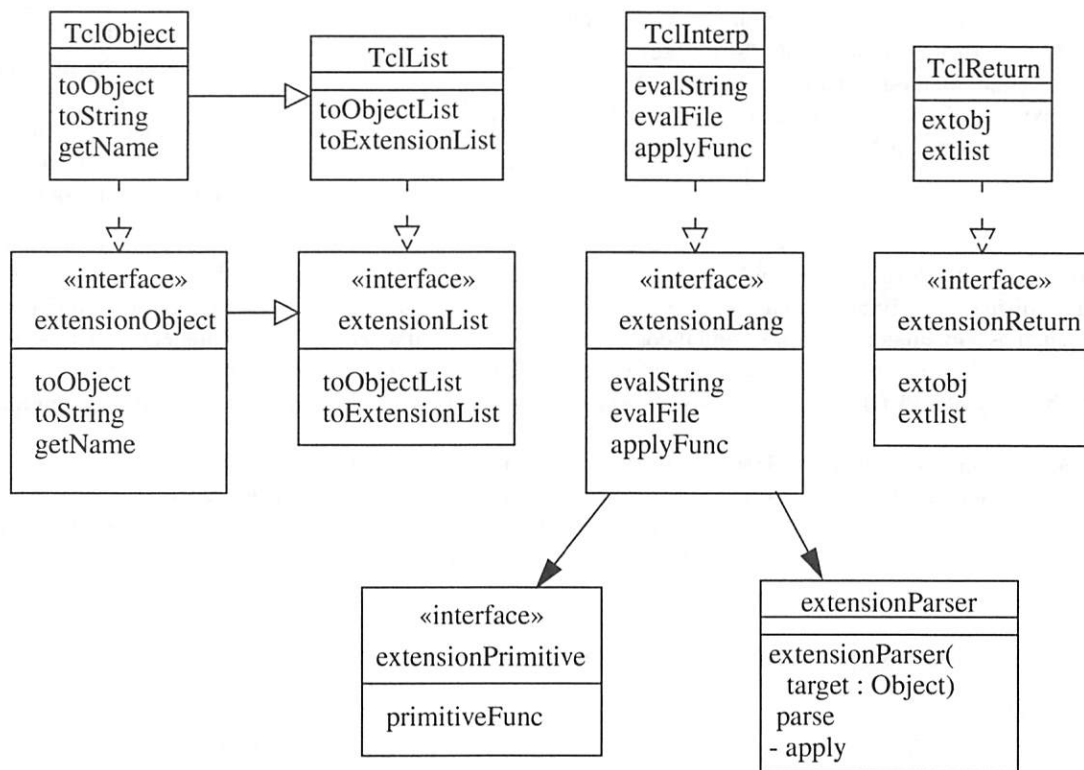 TclObject
toObject
toString
getName
TclList
toObjectList
toExtensionList
TclInterp
evalString
evalFile
applyFunc
TclReturn
extobj
extlist
«interface»
extensionObject
toObject
toString
getName
«interface»
extensionList
toObjectList
toExtensionList
«interface»
extensionLang
evalString
evalFile
applyFunc
«interface»
extensionReturn
extobj
extlist
«interface»
extensionPrimitive
primitiveFunc
extensionParser
extensionParser(
target : Object)
parse
- apply